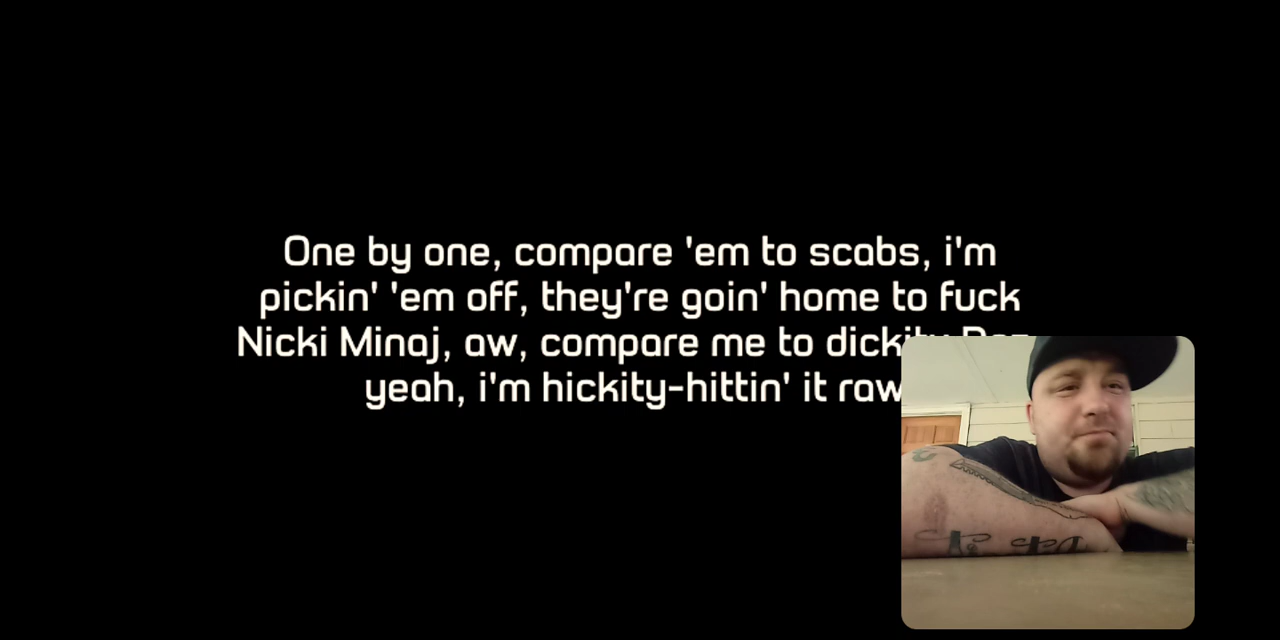 One by one, compare 'em to scabs, i'm
pickin' 'em off, they're goin' home to fuck
Nicki Minaj, aw, compare me to
yeah, i'm hickity-hittin' it raw